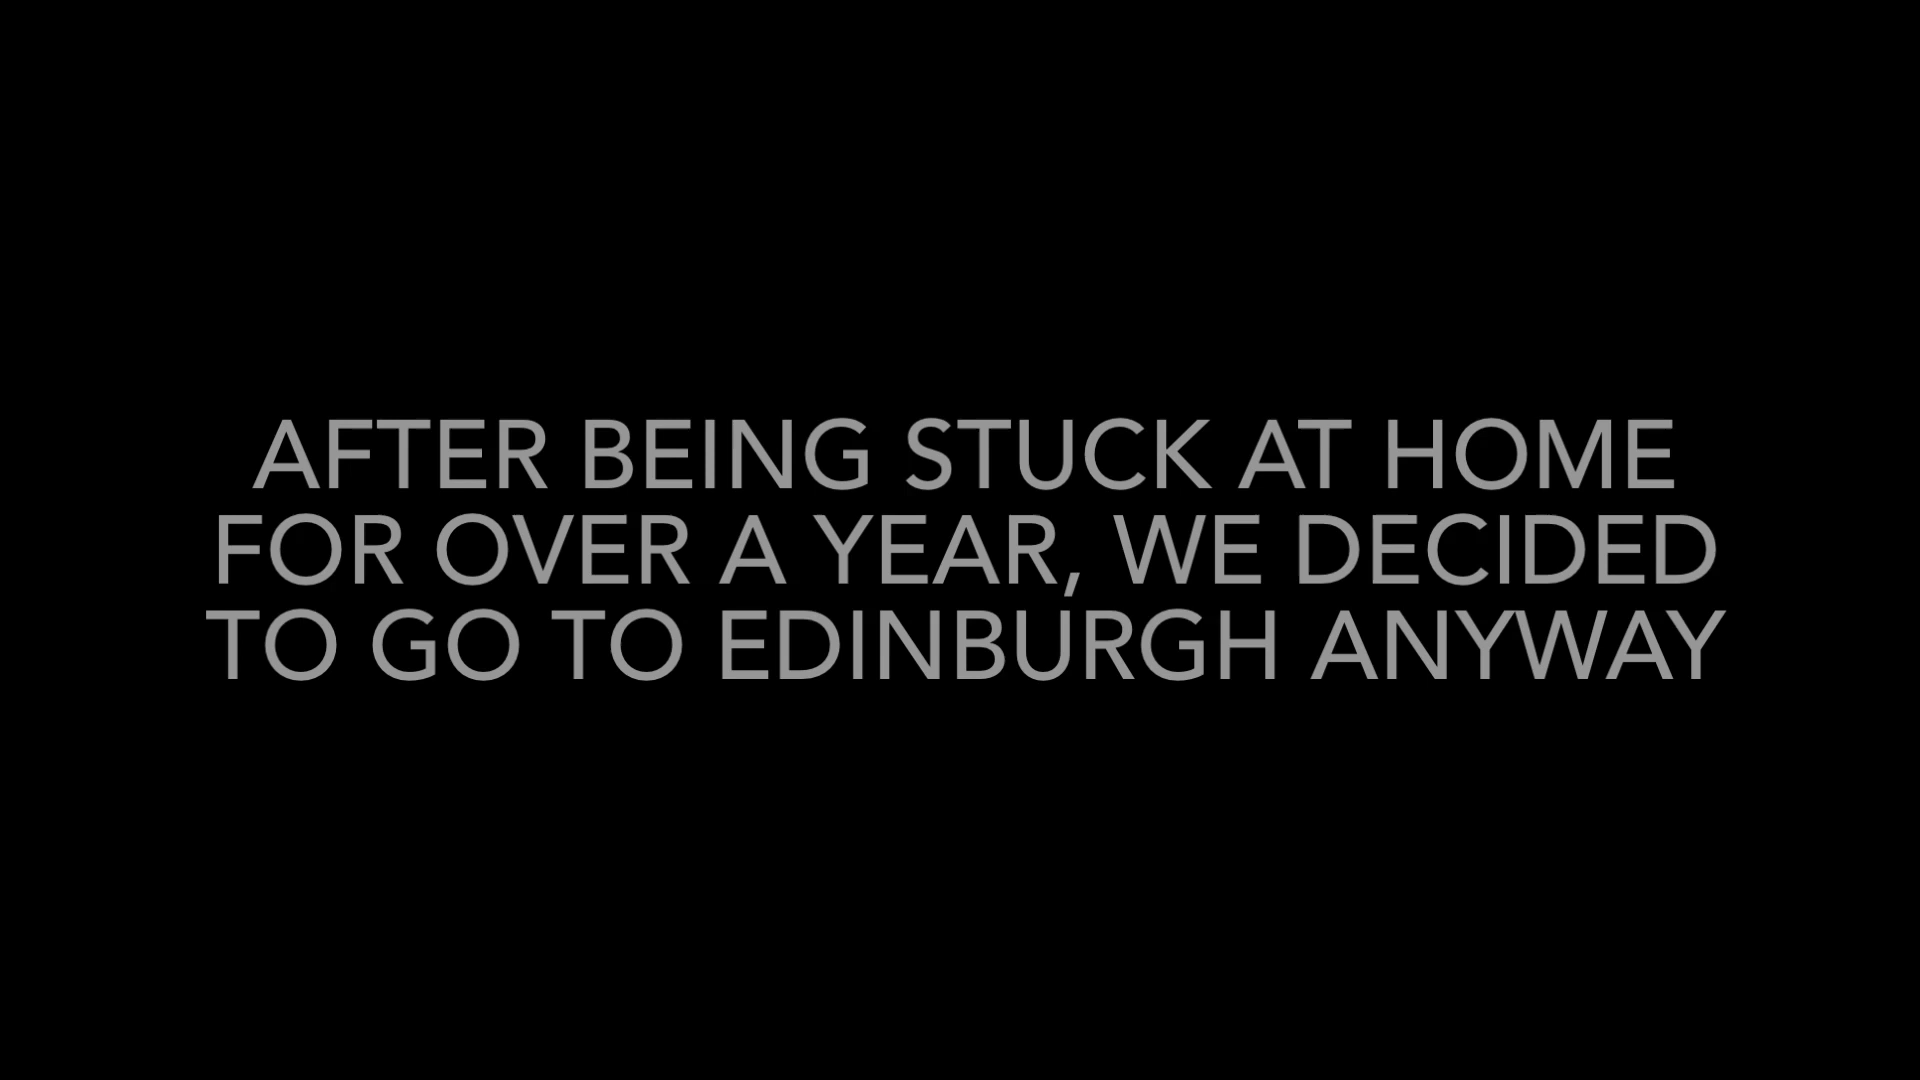 AFTER BEING STUCK AT HOME
FOR OVER A YEAR, WE DECIDED
TO GO TO EDINBURGH ANYWAY